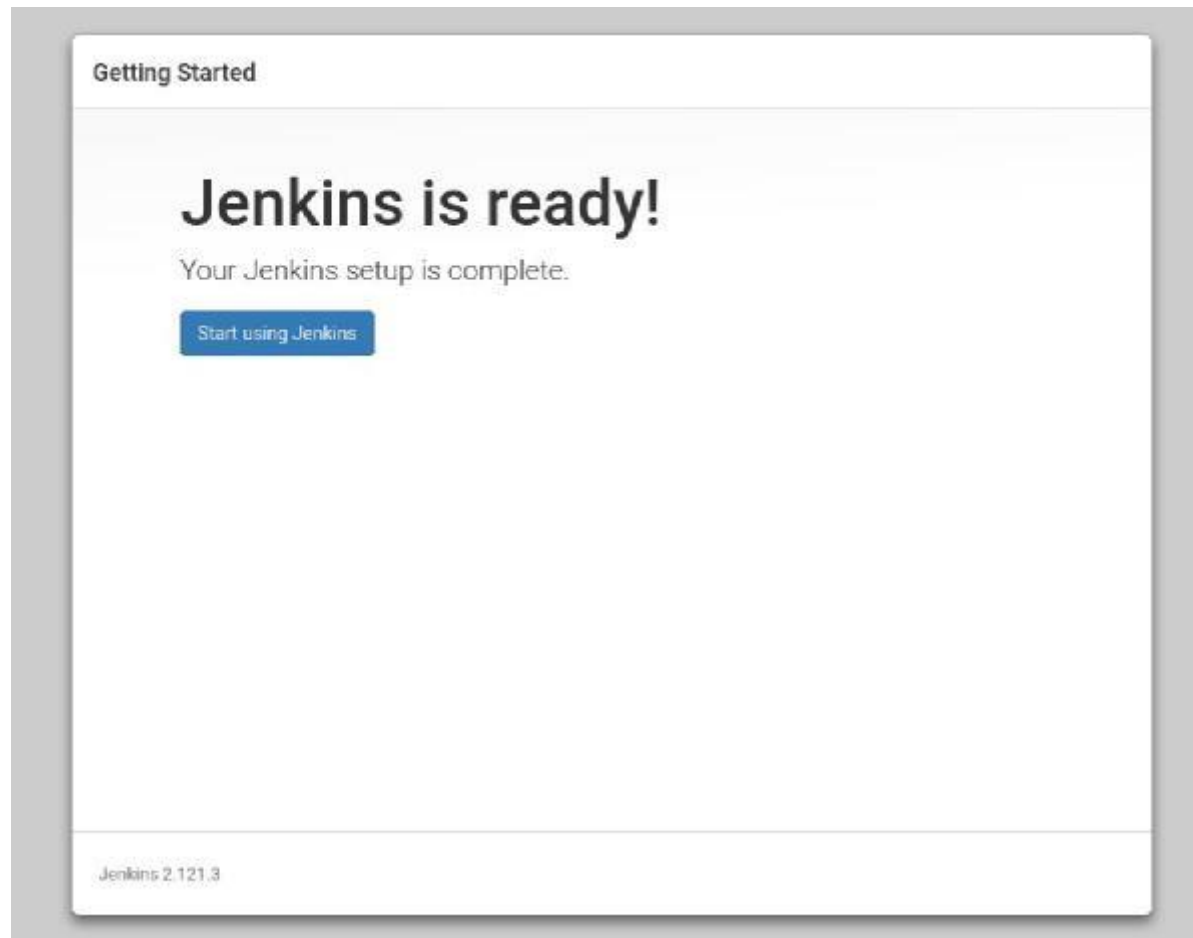 Getting Started
Jenkins is ready!
Your Jenkins setup is complete.
Start using Jenkins
Jenkins 2.121.3